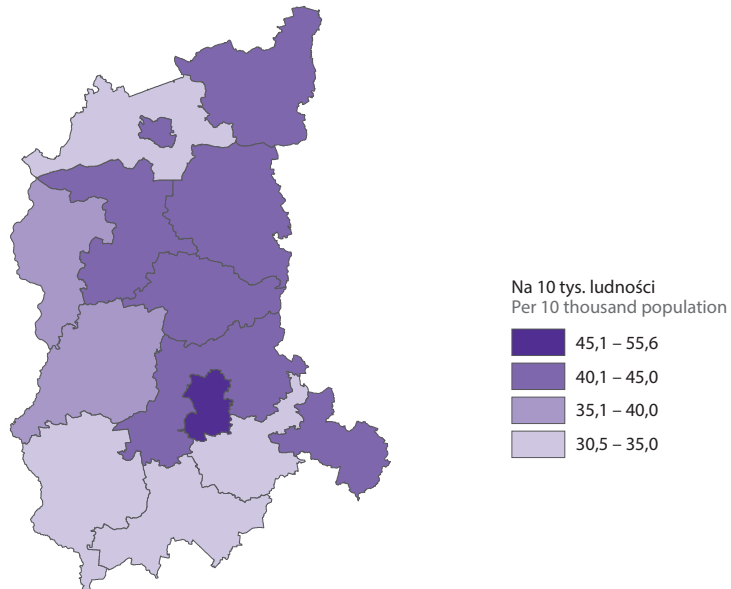 Na 10 tys. ludności
Per 10 thousand population
45,1 – 55,6
40,1 – 45,0
35,1 – 40,0
30,5 – 35,0